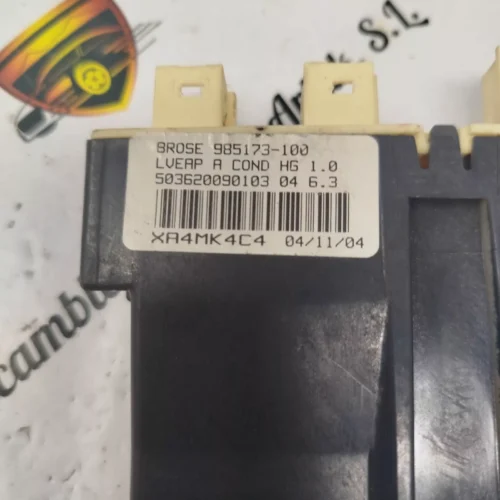 BROSE 985173-100
LVEAP A COND HG 1.0
503620090103 04 6.3
XA4MK4C4 04/11/04
S.L.